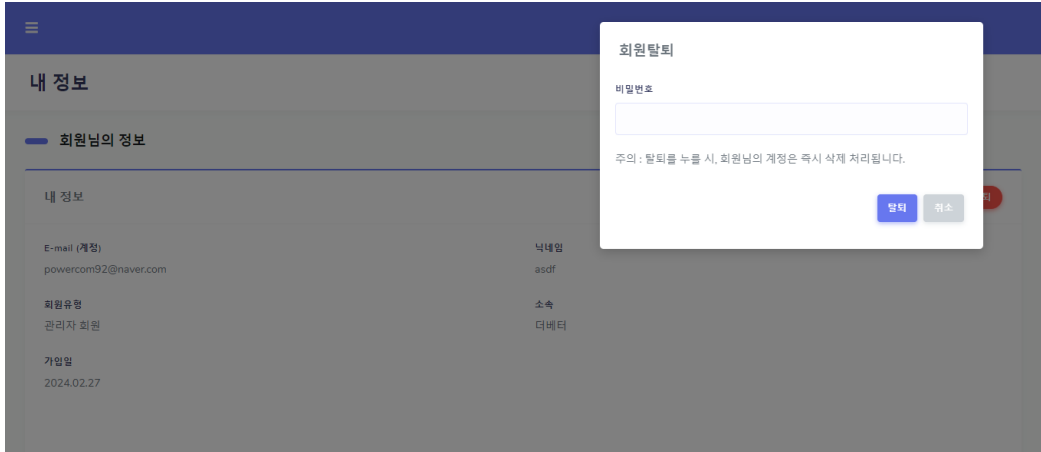 내 정보
회원님의 정보
내 정보
E-mail (계정)
powercom92@naver.com
닉네임
asdf
회원유형
관리자 회원
소속
더베터
가입일
2024.02.27
회원탈퇴
비밀번호
주의 : 탈퇴를 누를 시, 회원님의 계정은 즉시 삭제 처리됩니다.
탈퇴
취소